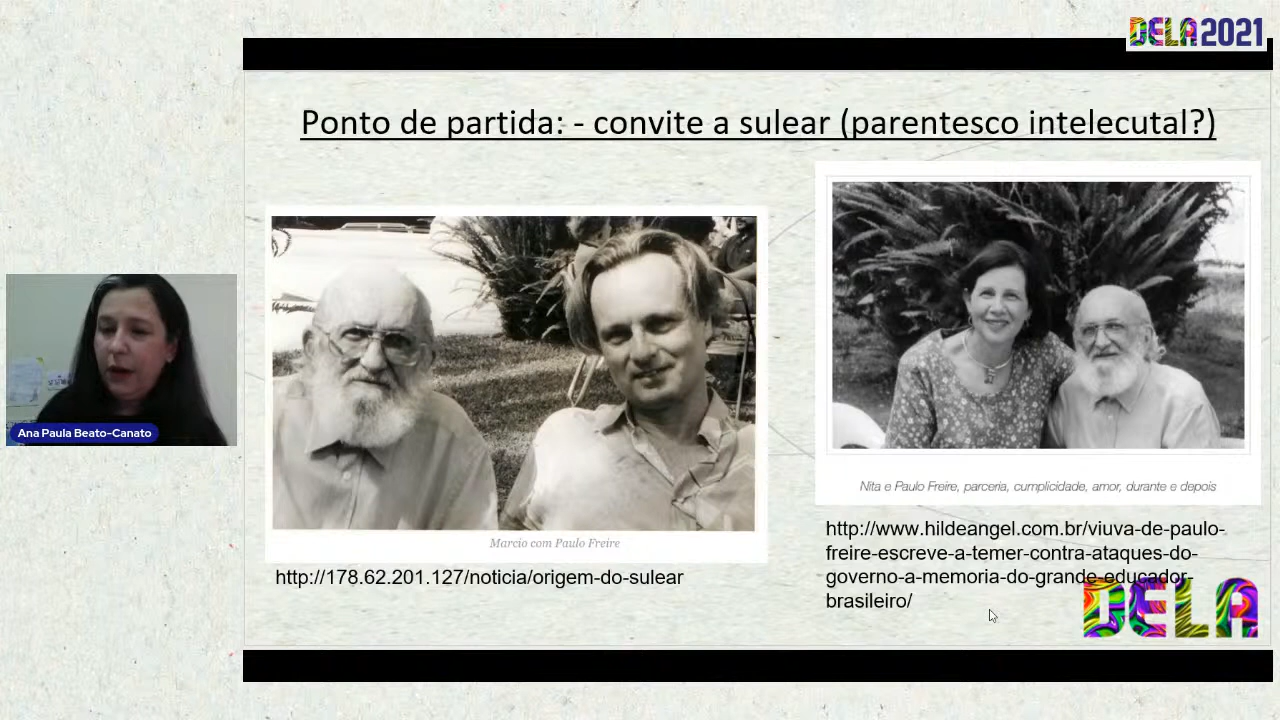 DELA 2021
Ponto de partida: - convite a sulear (parentesco intelecutal?)
Marcio com Paulo Freire
http://178.62.201.127/noticia/origem-do-sulear
Nita e Paulo Freire, parceria, cumplicidade, amor, durante e depois
http://www.hildeangel.com.br/viuva-de-paulo-
freire-escreve-a-temer-contra-ataques-do-
governo-a-memoria-do-grande-educador-
brasileiro/
DELA
Ana Paula Beato-Canato